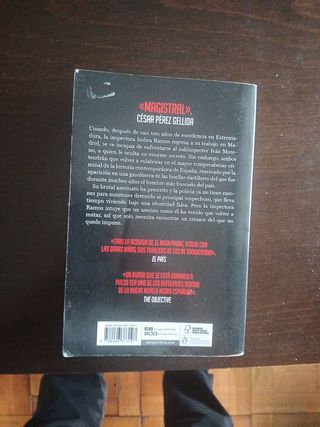 «MAGISTRAL»,
CÉSAR PÉREZ GELLIDA
Cuando, después de casi tres años de excedencia en Extrema-
dura, la inspectora Indira Ramos regresa a su trabajo en Ma-
drid, se ve incapaz de enfrentarse al subinspector Iván More-
no, a quien le oculta un enorme secreto. Sin embargo, ambos
tendrán que volver a colaborar en el mayor rompecabezas cri-
minal de la historia contemporánea de España, motivado por
la aparición en una gasolinera de las huellas dactilares del que fue
durante muchos años el hombre más buscado del país.
Su brutal asesinato ha prescrito y la policía ya no tiene razo-
nes para mantener detenido al principal sospechoso, que lleva
tiempo viviendo bajo una identidad falsa. Pero la inspectora
Ramos intuye que un asesino como él ha tenido que volver a
matar, así que solo necesita encontrar un crimen del que no
quede impune.
«TRAS LA ACOGIDA DE EL BUEN PADRE, VUELVE CON
LAS OTRAS NIÑAS, DOS THRILLERS DE LOS DE TAQUICARDIA».
EL PAÍS
«UN AUTOR QUE SE ESTÁ GANANDO A
PULSO SER UNO DE LOS REFERENTES DENTRO
DE LA NUEVA NOVELA NEGRA ESPAÑOLA».
THE OBJECTIVE